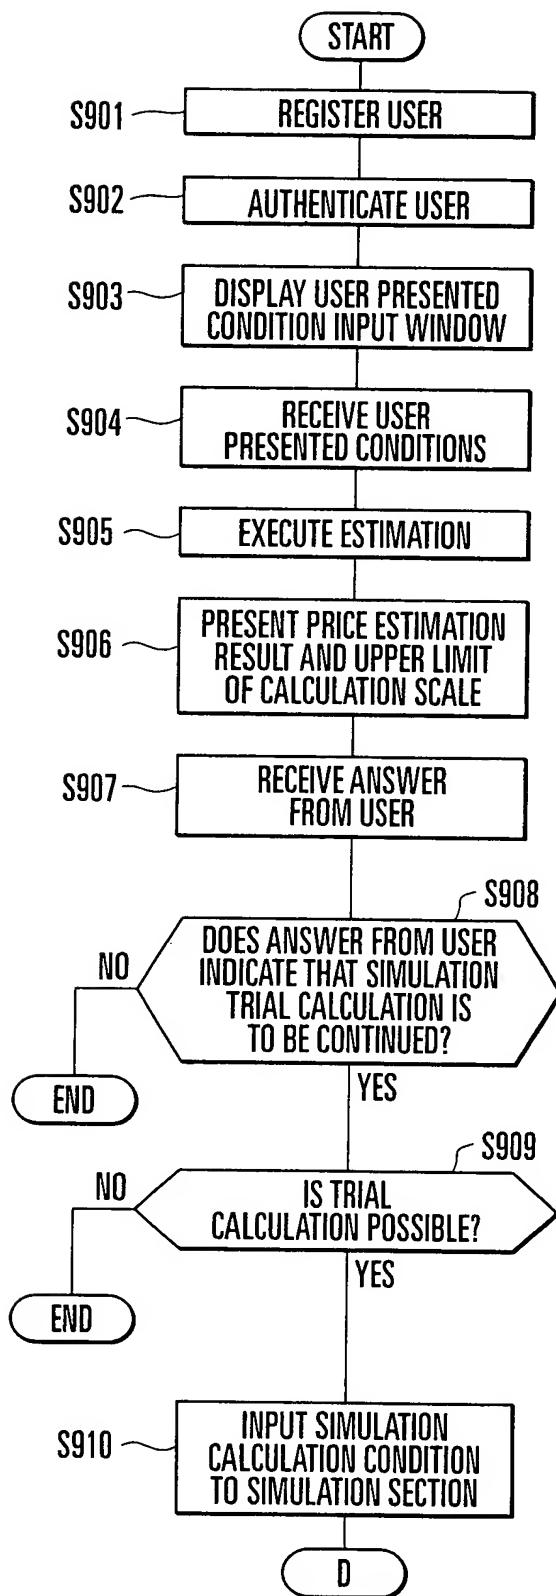 START
S901
REGISTER USER
S902
AUTHENTICATE USER
S903
DISPLAY USER PRESENTED
CONDITION INPUT WINDOW
S904
RECEIVE USER
PRESENTED CONDITIONS
S905
EXECUTE ESTIMATION
S906
PRESENT PRICE ESTIMATION
RESULT AND UPPER LIMIT
OF CALCULATION SCALE
S907
RECEIVE ANSWER
FROM USER
S908
DOES ANSWER FROM USER
INDICATE THAT SIMULATION
TRIAL CALCULATION IS
TO BE CONTINUED?
NO
END
YES
S909
IS TRIAL
CALCULATION POSSIBLE?
NO
END
YES
S910
INPUT SIMULATION
CALCULATION CONDITION
TO SIMULATION SECTION
D